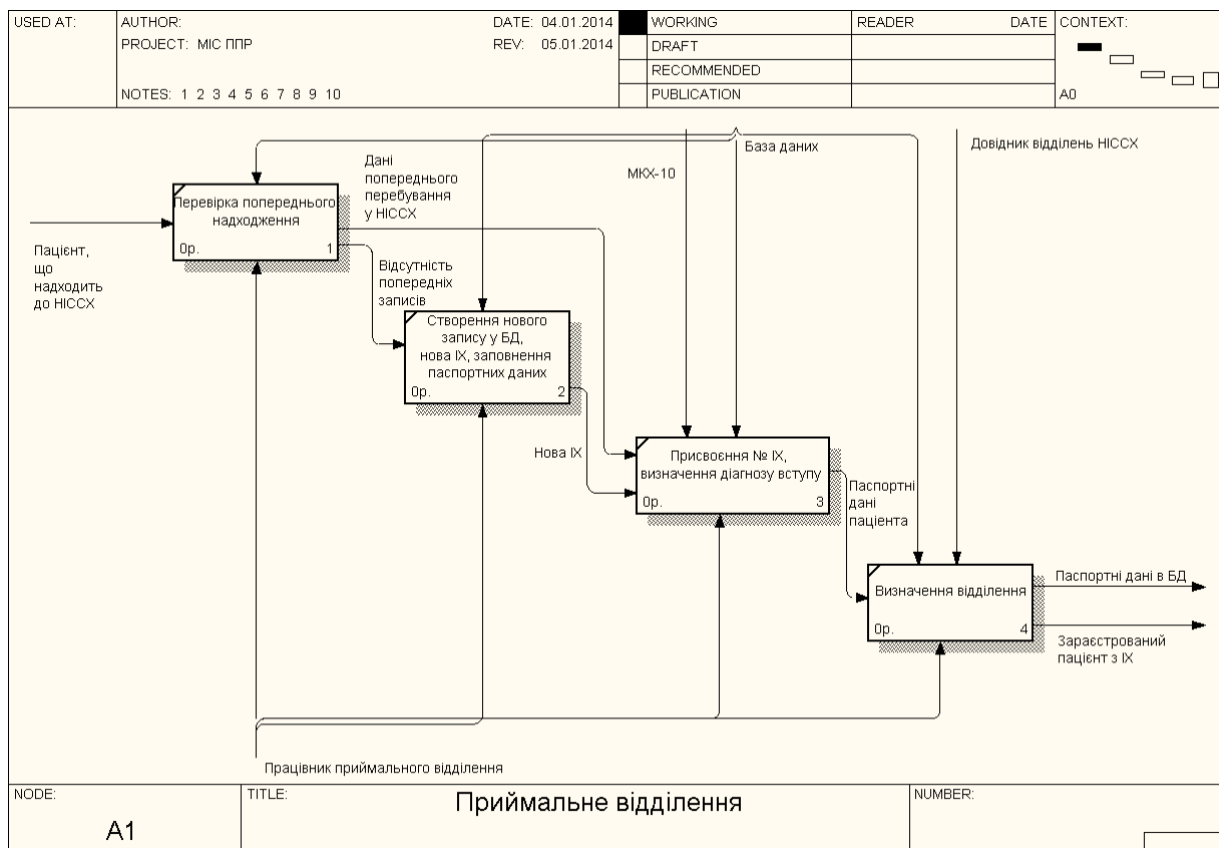 USED AT:
AUTHOR:
DATE: 04.01.2014
WORKING
READER
DATE
CONTEXT:
PROJECT: МІС ППР
REV: 05.01.2014
DRAFT
RECOMMENDED
NOTES: 1 2 3 4 5 6 7 8 9 10
PUBLICATION
A0
База даних
Довідник відділень НІССХ
МКХ-10
Дані
попереднього
перебування
у НІССХ
Перевірка попереднього
надходження
0р.
1
Пацієнт,
що
надходить
до НІССХ
Відсутність
попередніх
записів
Створення нового
запису у БД,
нова ІХ, заповнення
паспортних даних
0р.
2
Нова ІХ
Присвоєння № ІХ,
визначення діагнозу вступу
0р.
3
Паспортні
дані
паціента
Визначення відділення
0р.
4
Паспортні дані в БД
Зараєстрований
пацієнт з ІХ
Працівник приймального відділення
NODE:
TITLE:
Приймальне відділення
NUMBER:
A1